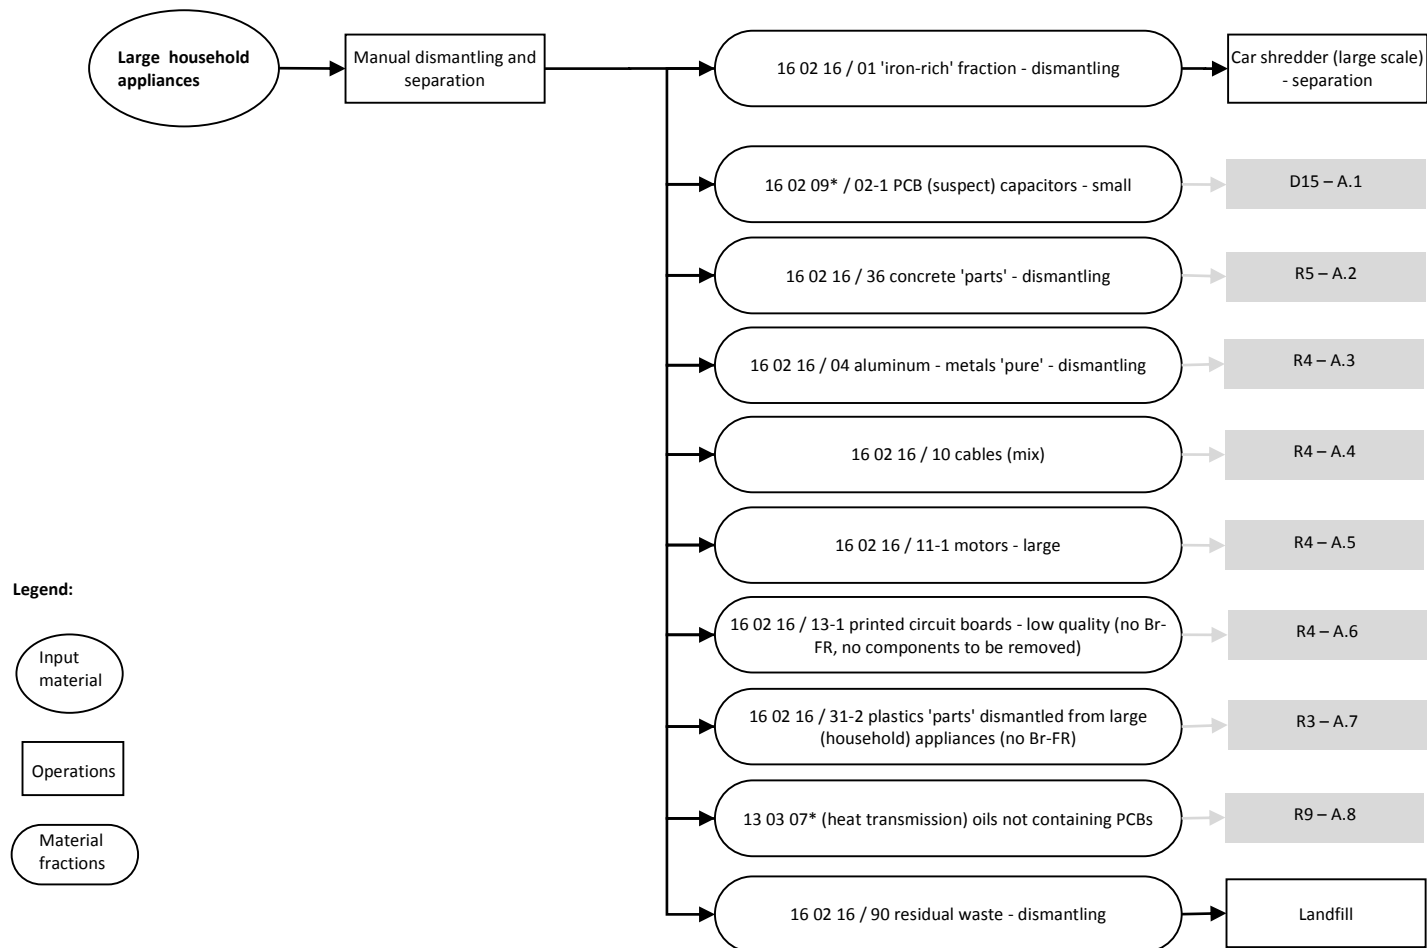 Large household
appliances
Manual dismantling and
separation
16 02 16 / 01 'iron-rich' fraction - dismantling
Car shredder (large scale)
- separation
16 02 09* / 02-1 PCB (suspect) capacitors - small
D15 – A.1
16 02 16 / 36 concrete 'parts' - dismantling
R5 – A.2
16 02 16 / 04 aluminum - metals 'pure' - dismantling
R4 – A.3
16 02 16 / 10 cables (mix)
R4 – A.4
16 02 16 / 11-1 motors - large
R4 – A.5
16 02 16 / 13-1 printed circuit boards - low quality (no Br-
FR, no components to be removed)
R4 – A.6
16 02 16 / 31-2 plastics 'parts' dismantled from large
(household) appliances (no Br-FR)
R3 – A.7
13 03 07* (heat transmission) oils not containing PCBs
R9 – A.8
16 02 16 / 90 residual waste - dismantling
Landfill
Legend:
Input
material
Operations
Material
fractions